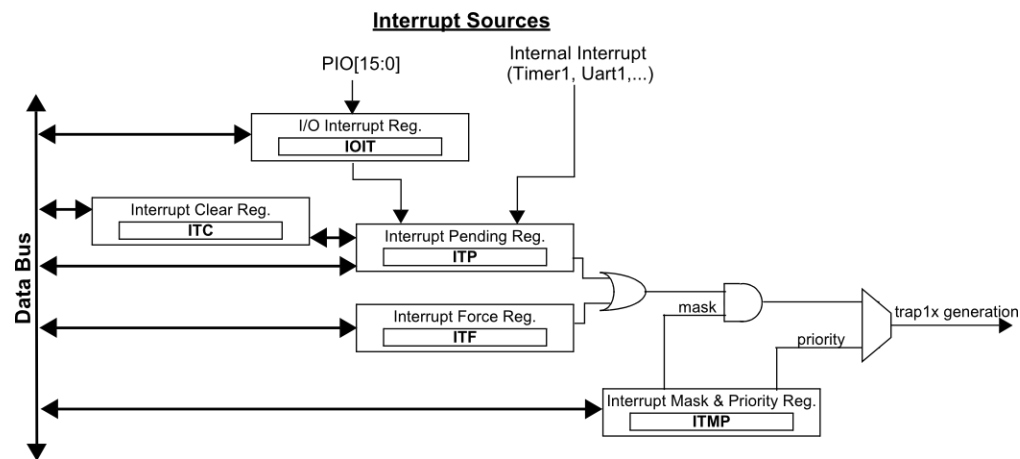 Interrupt Sources
PIO[15:0]
Internal Interrupt
(Timer1, Uart1,...)
I/O Interrupt Reg.
IOIT
Interrupt Clear Reg.
ITC
Interrupt Pending Reg.
ITP
Data Bus
mask
trap1x generation
Interrupt Force Reg.
ITF
priority
Interrupt Mask & Priority Reg.
ITMP